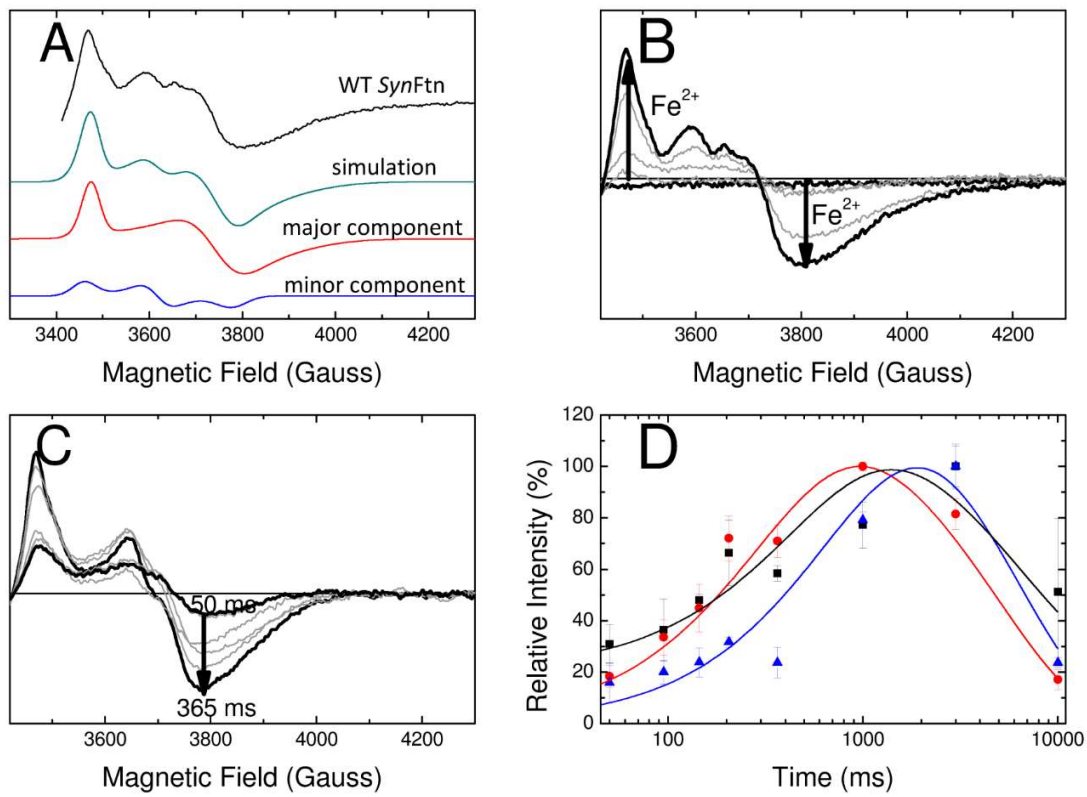 A
WT SynFtn
simulation
major component
minor component
3400 3600 3800 4000 4200
Magnetic Field (Gauss)
B
Fe²⁺
Fe²⁺
3600 3800 4000 4200
Magnetic Field (Gauss)
C
50 ms
365 ms
3600 3800 4000 4200
Magnetic Field (Gauss)
D
120
100
80
60
40
20
0
Relative Intensity (%)
100 1000 10000
Time (ms)